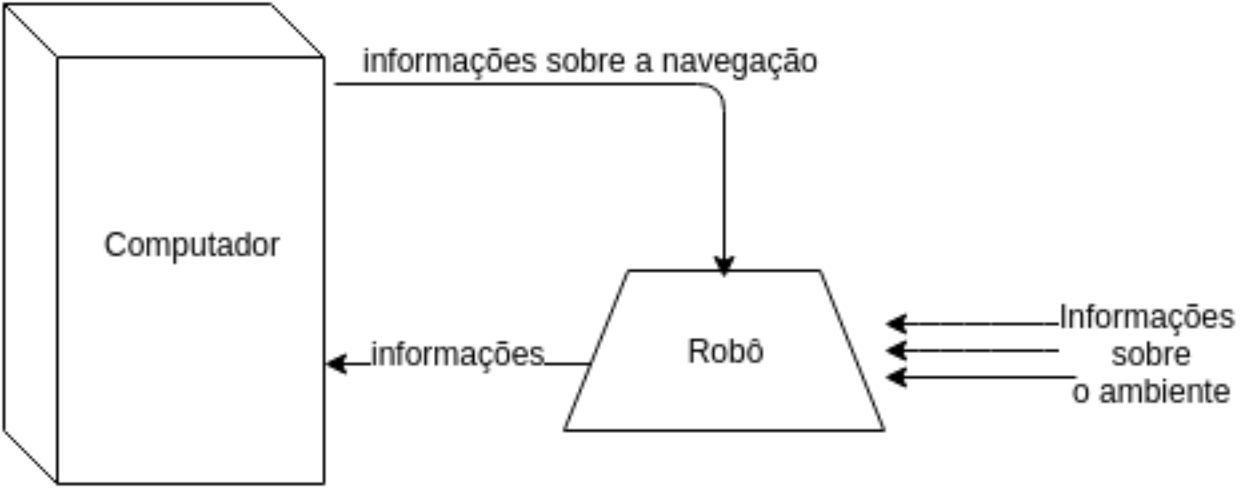 informações sobre a navegação
Computador
informações
Robô
Informações
sobre
o ambiente